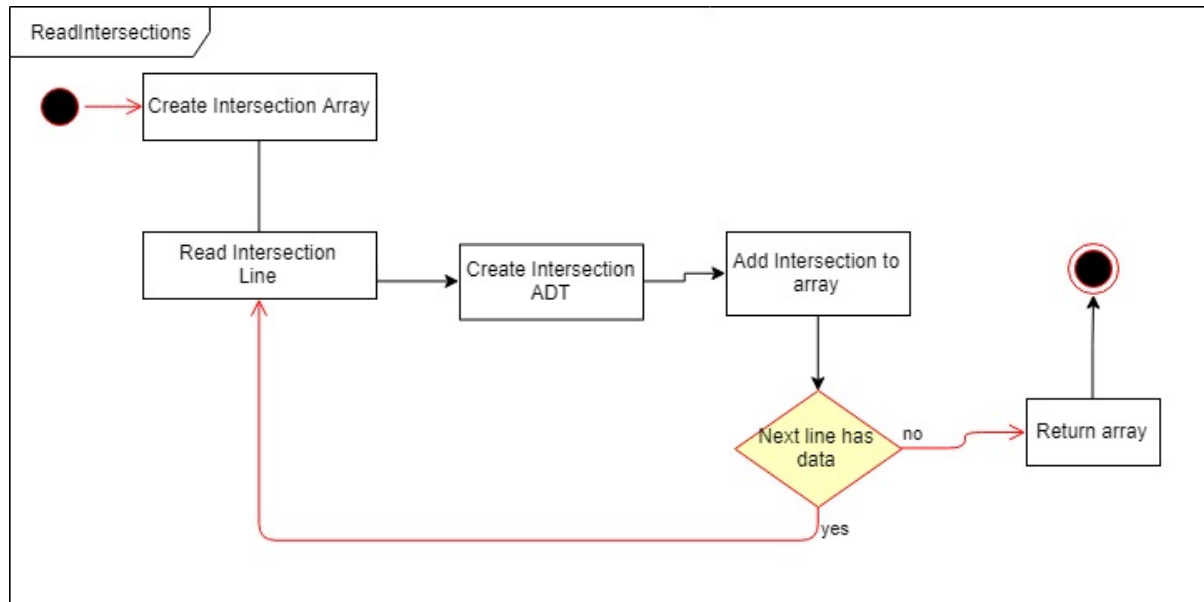 ReadIntersections
Create Intersection Array
Read Intersection
Line
Create Intersection
ADT
Add Intersection to
array
Next line has
data
no
yes
Return array